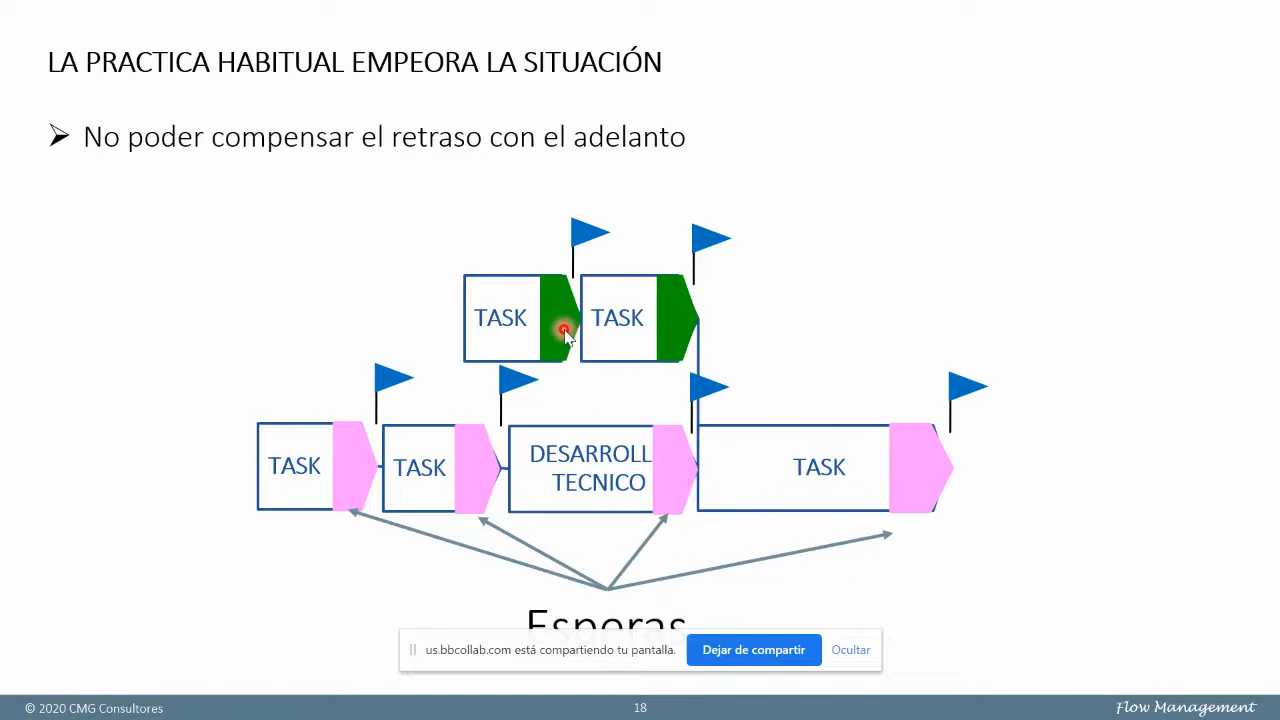 LA PRACTICA HABITUAL EMPEORA LA SITUACIÓN
No poder compensar el retraso con el adelanto
TASK
TASK
TASK
TASK
DESARROLL
TECNICO
TASK
Esperas
us.bbcollab.com está compartiendo tu pantalla.
Dejar de compartir
Ocultar
© 2020 CMG Consultores
18
Flow Management